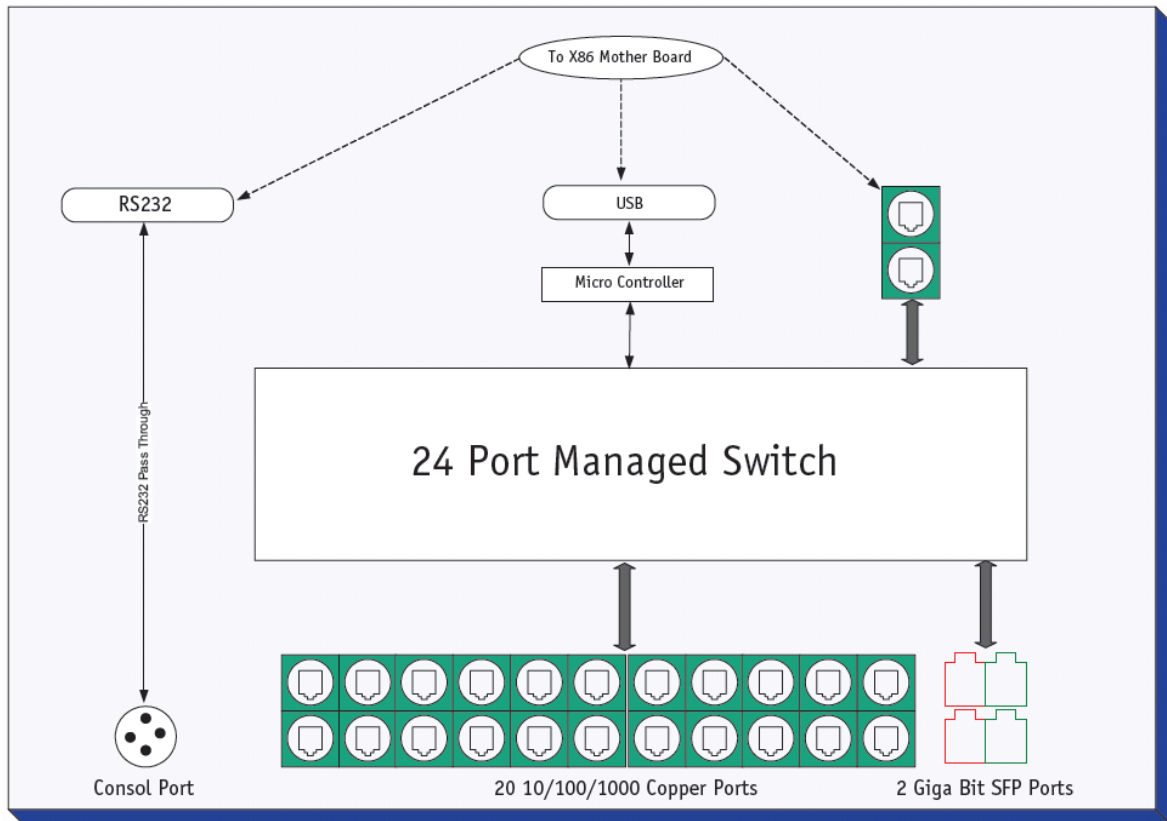 To X86 Mother Board
RS232
USB
Micro Controller
RS232 Pass Through
24 Port Managed Switch
Consol Port
20 10/100/1000 Copper Ports
2 Giga Bit SFP Ports